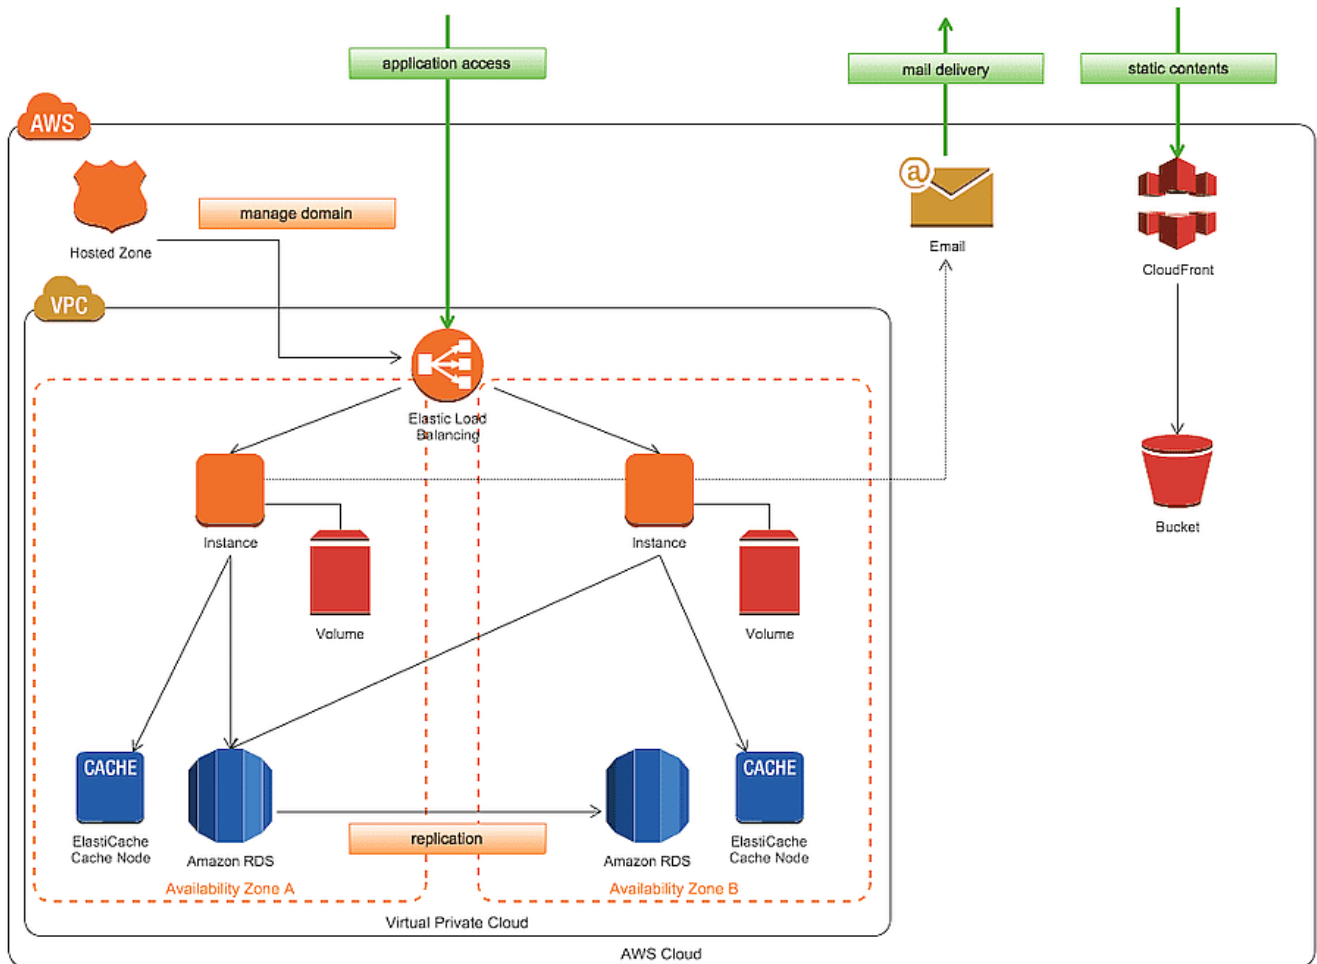 application access
mail delivery
static contents
AWS
manage domain
Hosted Zone
Email
CloudFront
VPC
Elastic Load
Balancing
Instance
Instance
Bucket
Volume
Volume
CACHE
CACHE
ElastiCache
Cache Node
Amazon RDS
replication
Amazon RDS
ElastiCache
Cache Node
Availability Zone A
Availability Zone B
Virtual Private Cloud
AWS Cloud